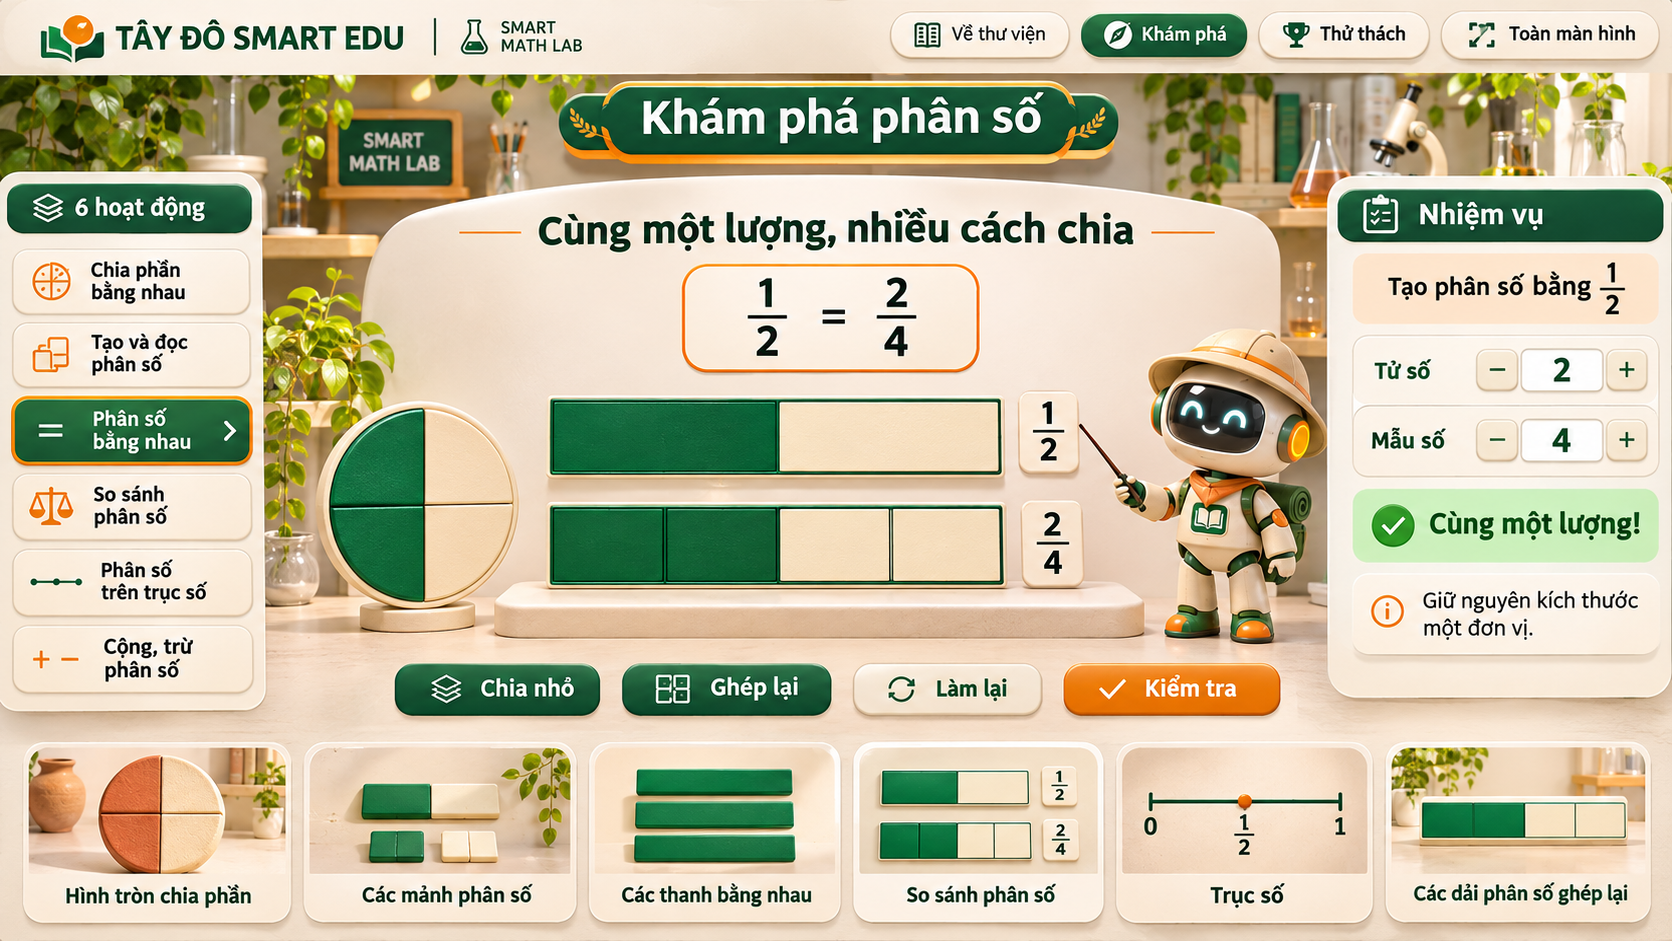 TÂY ĐÔ SMART EDU
SMART
MATH LAB
Về thư viện
Khám phá
Thử thách
Toàn màn hình
Khám phá phân số
SMART
MATH LAB
6 hoạt động
Chia phần
bằng nhau
Tạo và đọc
phân số
=
Phân số
bằng nhau
So sánh
phân số
Phân số
trên trục số
+ −
Cộng, trừ
phân số
Cùng một lượng, nhiều cách chia
1/2 = 2/4
1/2
2/4
Nhiệm vụ
Tạo phân số bằng 1/2
Tử số − 2 +
Mẫu số − 4 +
Cùng một lượng!
Giữ nguyên kích thước
một đơn vị.
Chia nhỏ
Ghép lại
Làm lại
Kiểm tra
Hình tròn chia phần
Các mảnh phân số
Các thanh bằng nhau
1/2
2/4
So sánh phân số
0 1/2 1
Trục số
Các dải phân số ghép lại